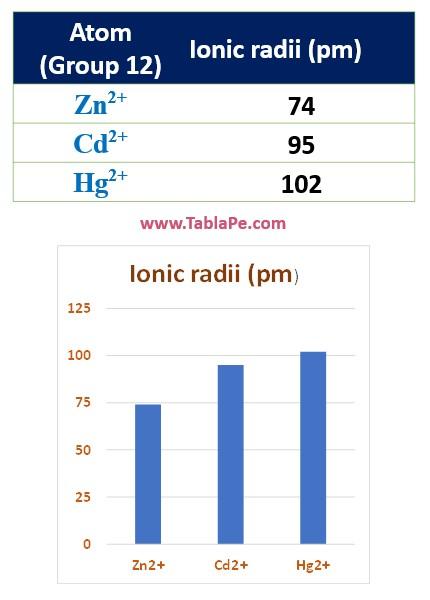 Atom
(Group 12) Ionic radii (pm)
Zn2+ 74
Cd2+ 95
Hg2+ 102
www.TablaPe.com
Ionic radii (pm)
125
100
75
50
25
0
Zn2+ Cd2+ Hg2+